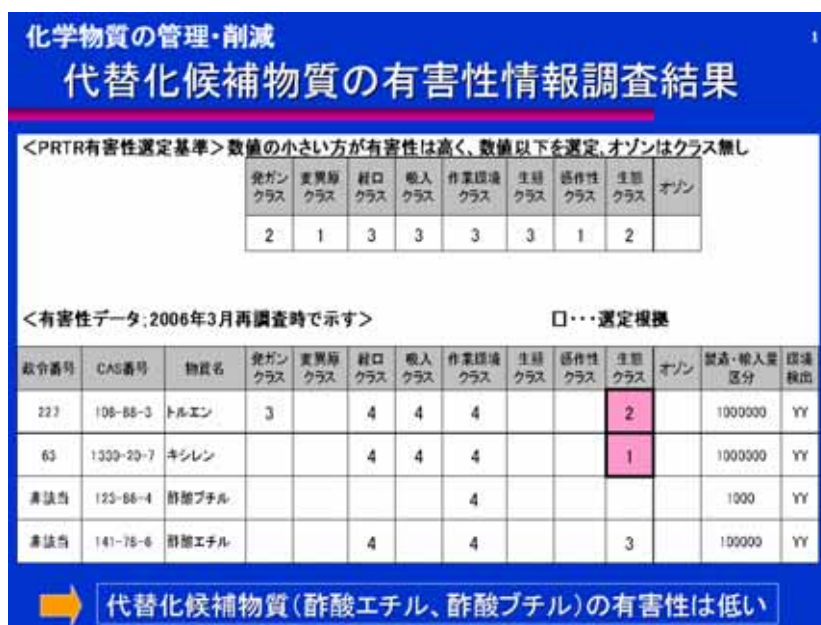 化学物質の管理・削減
1
代替化候補物質の有害性情報調査結果
<PRTR有害性選定基準>数値の小さい方が有害性は高く、数値以下を選定、オゾンはクラス無し
発ガンクラス 変異原クラス 経口クラス 吸入クラス 作業環境クラス 生殖クラス 感作性クラス 生態クラス オゾン
2 1 3 3 3 3 1 2
<有害性データ;2006年3月再調査時で示す>
□・・・選定根拠
政令番号 CAS番号 物質名 発ガンクラス 変異原クラス 経口クラス 吸入クラス 作業環境クラス 生殖クラス 感作性クラス 生態クラス オゾン 製造・輸入量区分 環境検出
227 108-88-3 トルエン 3 4 4 4 2 1000000 YY
63 1330-20-7 キシレン 4 4 4 1 1000000 YY
非該当 123-86-4 酢酸ブチル 4 1000 YY
非該当 141-78-6 酢酸エチル 4 4 3 100000 YY
代替化候補物質(酢酸エチル、酢酸ブチル)の有害性は低い